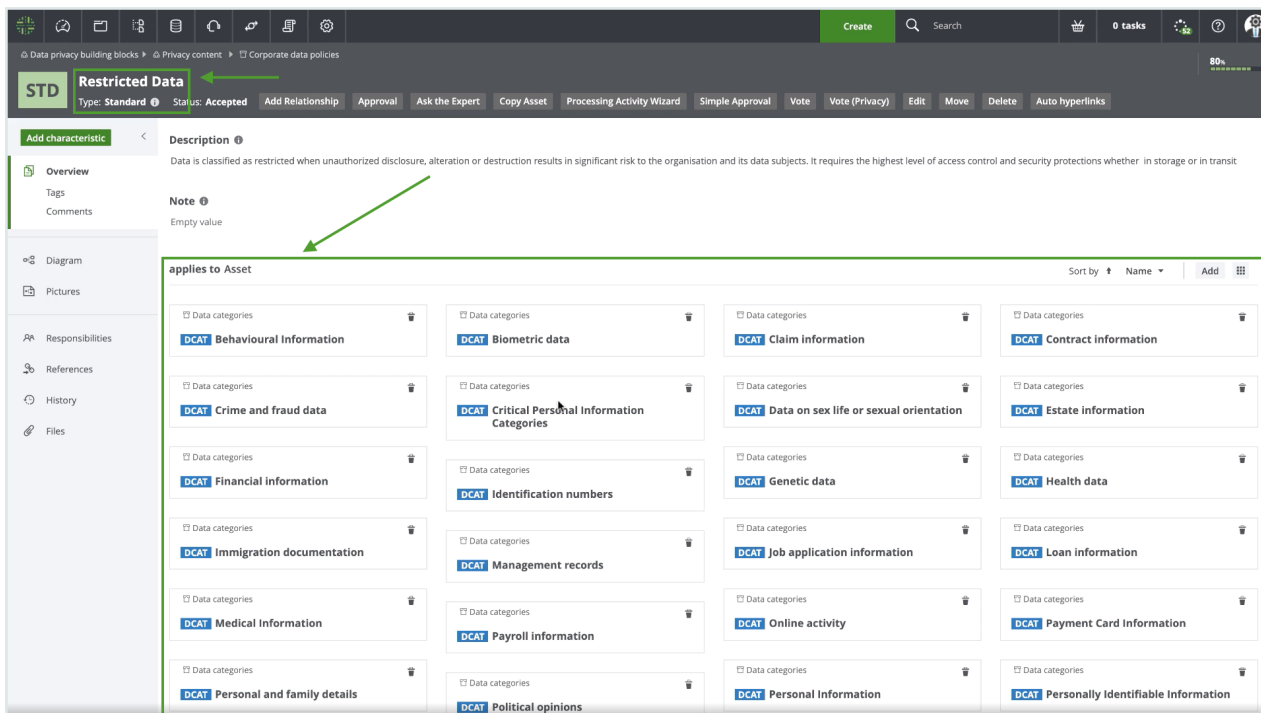 Create
Search
0 tasks
52
Data privacy building blocks
Privacy content
Corporate data policies
80%
STD
Restricted Data
Type: Standard
Status: Accepted
Add Relationship
Approval
Ask the Expert
Copy Asset
Processing Activity Wizard
Simple Approval
Vote
Vote (Privacy)
Edit
Move
Delete
Auto hyperlinks
Add characteristic
Overview
Tags
Comments
Diagram
Pictures
Responsibilities
References
History
Files
Description
Data is classified as restricted when unauthorized disclosure, alteration or destruction results in significant risk to the organisation and its data subjects. It requires the highest level of access control and security protections whether in storage or in transit
Note
Empty value
applies to Asset
Sort by
Name
Add
Data categories
DCAT Behavioural Information
Data categories
DCAT Biometric data
Data categories
DCAT Claim information
Data categories
DCAT Contract information
Data categories
DCAT Crime and fraud data
Data categories
DCAT Critical Personal Information
Categories
Data categories
DCAT Data on sex life or sexual orientation
Data categories
DCAT Estate information
Data categories
DCAT Financial information
Data categories
DCAT Identification numbers
Data categories
DCAT Genetic data
Data categories
DCAT Health data
Data categories
DCAT Immigration documentation
Data categories
DCAT Management records
Data categories
DCAT Job application information
Data categories
DCAT Loan information
Data categories
DCAT Medical Information
Data categories
DCAT Payroll information
Data categories
DCAT Online activity
Data categories
DCAT Payment Card Information
Data categories
DCAT Personal and family details
Data categories
DCAT Political opinions
Data categories
DCAT Personal Information
Data categories
DCAT Personally Identifiable Information